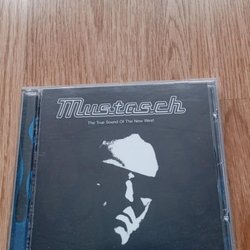 Mustasch
The True Sound Of The New West